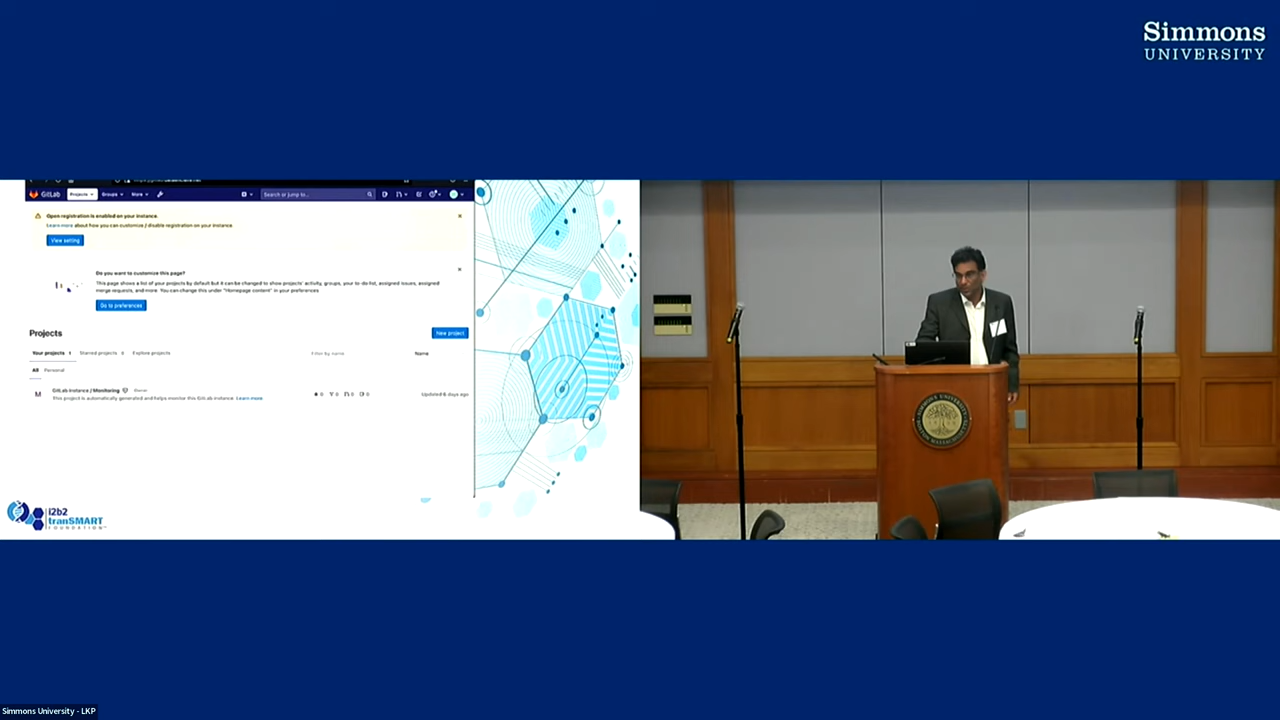 Simmons
UNIVERSITY
GitLab
Projects
Groups
More
Search or jump to...
Open registration is enabled on your instance.
Learn more about how you can customize / disable registration on your instance.
View setting
Do you want to customize this page?
This page shows a list of your projects by default but it can be changed to show projects' activity, groups, your to-do list, assigned issues, assigned
merge requests, and more. You can change this under "Homepage content" in your preferences
Go to preferences
Projects
New project
Your projects
Starred projects
Explore projects
Filter by name
Name
All
Personal
GitLab Instance / Monitoring
This project is automatically generated and helps monitor this GitLab instance. Learn more
0 0 0 0
Updated 6 days ago
i2b2
tranSMART
FOUNDATION
SIMMONS UNIVERSITY
Simmons University - LKP